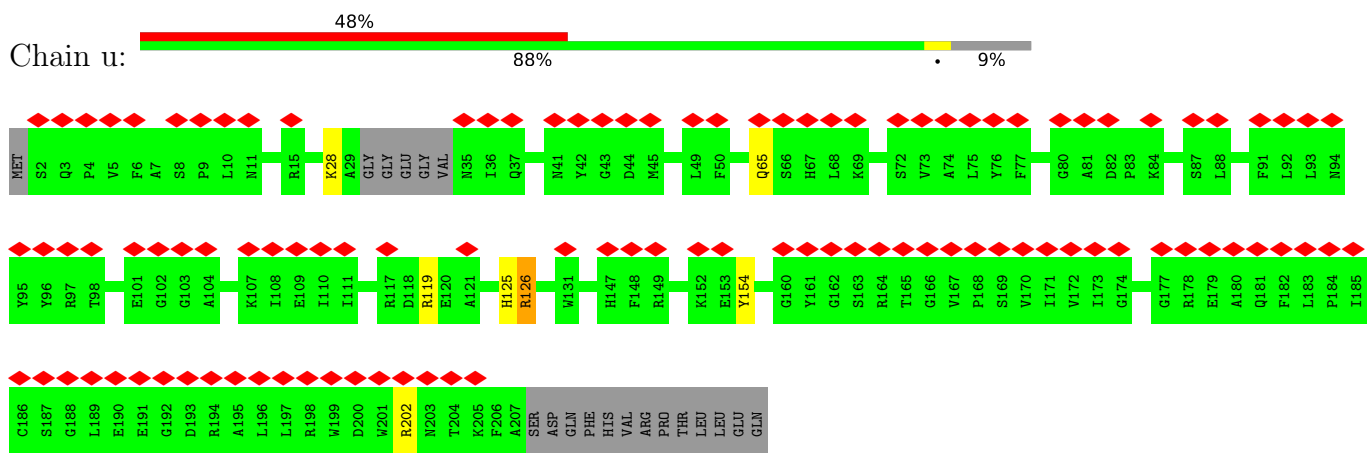 48%
Chain u:
88% • 9%
MET S2 Q3 P4 V5 F6 A7 S8 P9 L10 N11 R15 K28 A29 GLY GLY GLU GLY VAL N35 I36 Q37 N41 Y42 G43 D44 M45 L49 F50 Q65 S66 H67 L68 K69 S72 V73 A74 L75 Y76 F77 G80 A81 D82 P83 K84 S87 L88 F91 L92 L93 N94
Y95 Y96 R97 T98 E101 G102 G103 A104 K107 I108 E109 I110 I111 R117 D118 R119 E120 A121 H125 R126 W131 H147 F148 R149 K152 E153 Y154 G160 Y161 G162 S163 R164 T165 G166 V167 P168 S169 V170 I171 V172 I173 G174 G177 R178 E179 A180 Q181 F182 L183 P184 I185
C186 S187 G188 L189 E190 E191 G192 D193 R194 A195 L196 L197 R198 W199 D200 W201 R202 N203 T204 K205 F206 A207 SER ASP GLN PHE HIS VAL ARG PRO THR LEU LEU GLU GLN